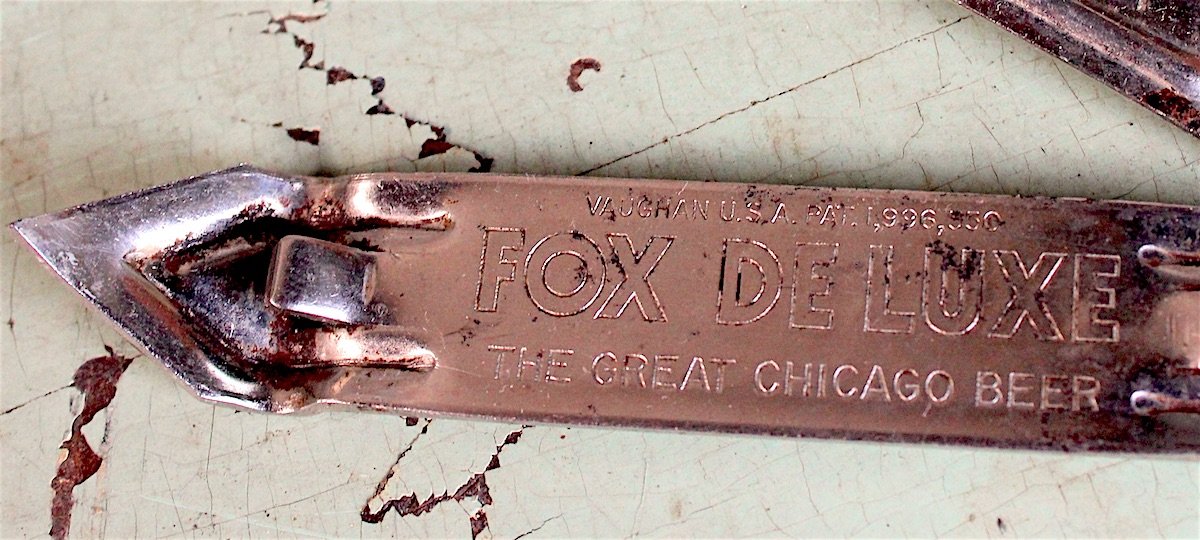 VAUGHAN U.S.A. PAT. 1,996,550
FOX DE LUXE
THE GREAT CHICAGO BEER